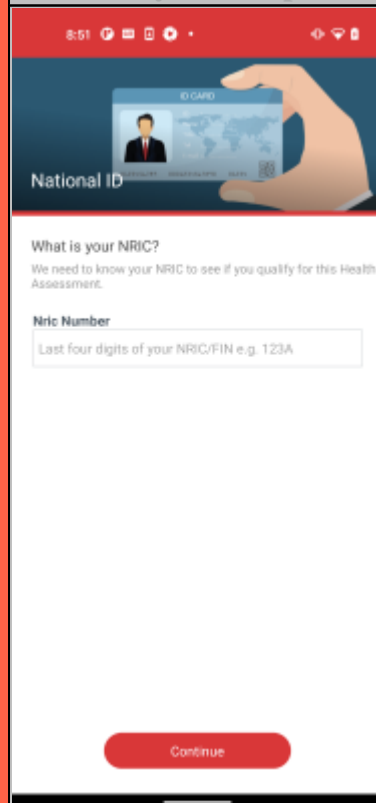 8:51
ID CARD
National ID
What is your NRIC?
We need to know your NRIC to see if you qualify for this Health
Assessment.
Nric Number
Last four digits of your NRIC/FIN e.g. 123A
Continue